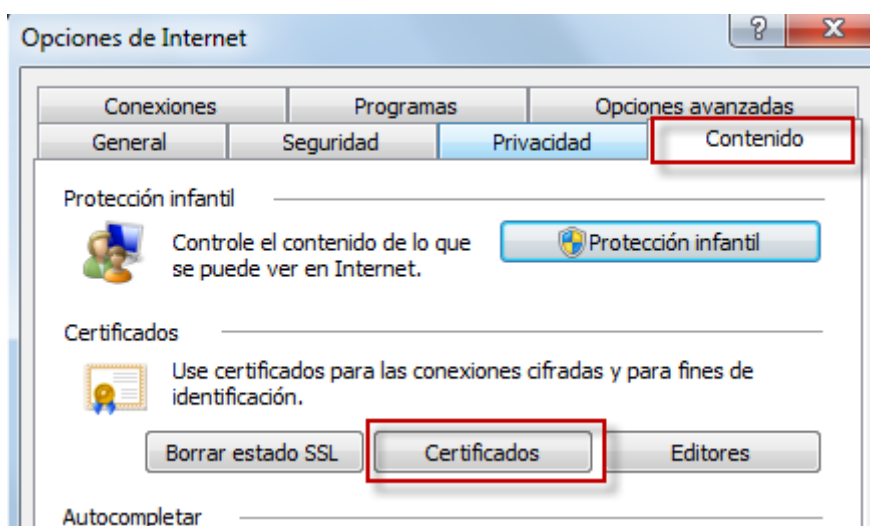 Opciones de Internet
Conexiones Programas Opciones avanzadas
General Seguridad Privacidad Contenido
Protección infantil
Controle el contenido de lo que
se puede ver en Internet.
Protección infantil
Certificados
Use certificados para las conexiones cifradas y para fines de
identificación.
Borrar estado SSL Certificados Editores
Autocompletar